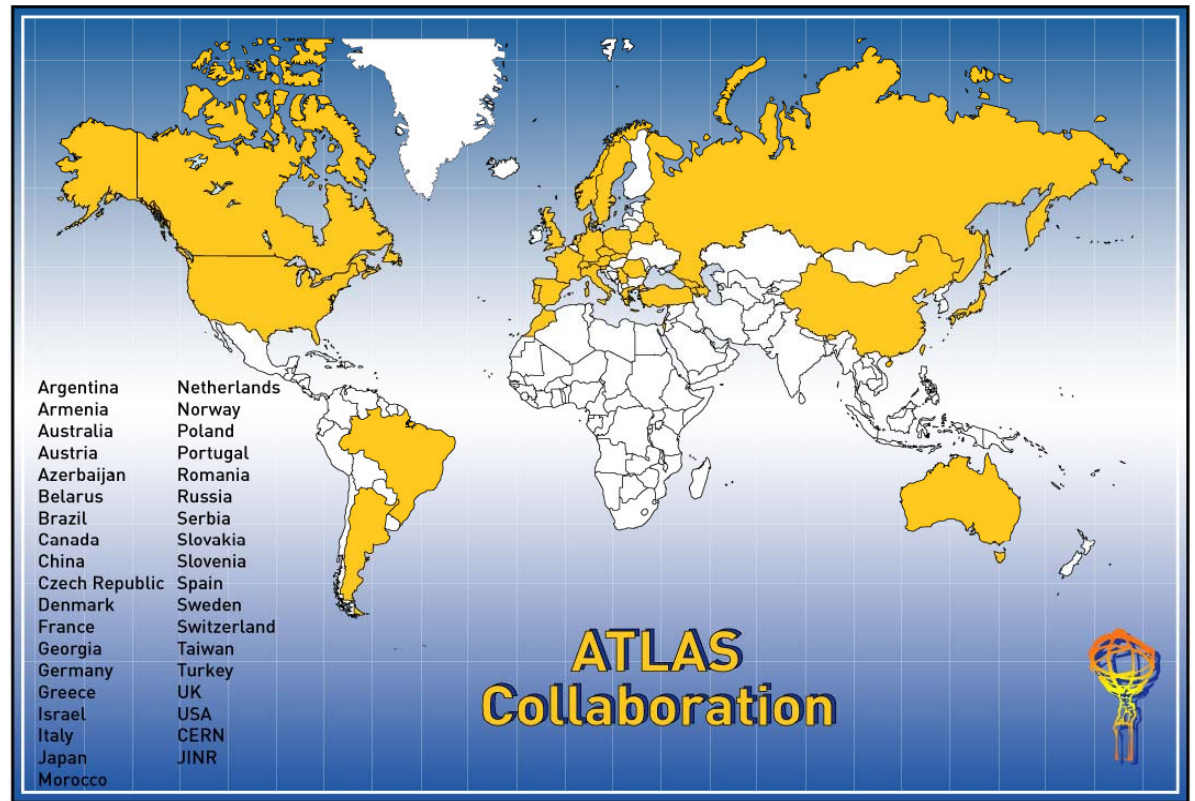 Argentina
Armenia
Australia
Austria
Azerbaijan
Belarus
Brazil
Canada
China
Czech Republic
Denmark
France
Georgia
Germany
Greece
Israel
Italy
Japan
Morocco
Netherlands
Norway
Poland
Portugal
Romania
Russia
Serbia
Slovakia
Slovenia
Spain
Sweden
Switzerland
Taiwan
Turkey
UK
USA
CERN
JINR
ATLAS
Collaboration